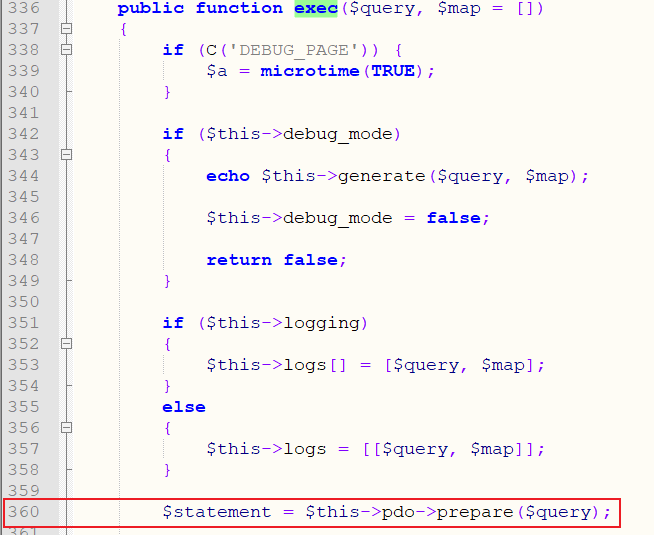 336 public function exec($query, $map = [])
337 {
338 if (C('DEBUG_PAGE')) {
339 $a = microtime(TRUE);
340 }
341
342 if ($this->debug_mode)
343 {
344 echo $this->generate($query, $map);
345
346 $this->debug_mode = false;
347
348 return false;
349 }
350
351 if ($this->logging)
352 {
353 $this->logs[] = [$query, $map];
354 }
355 else
356 {
357 $this->logs = [[$query, $map]];
358 }
359
360 $statement = $this->pdo->prepare($query);
361